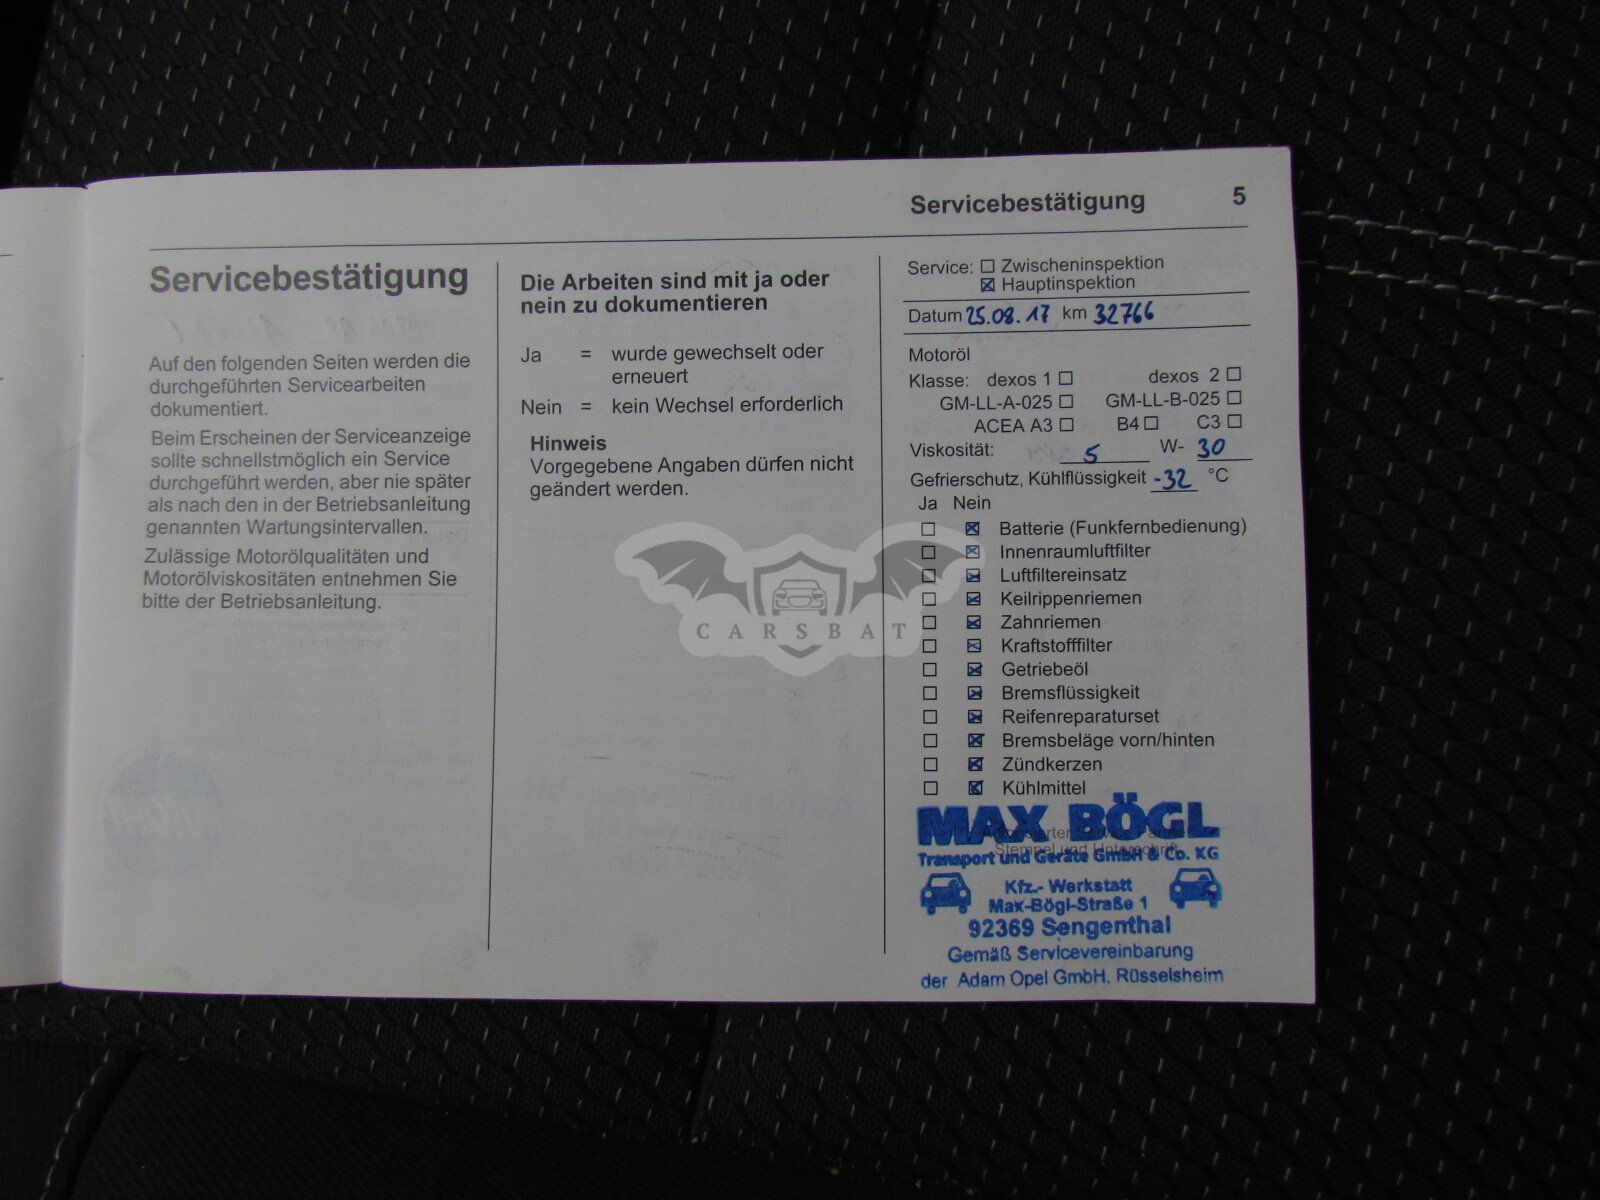 Servicebestätigung 5
Servicebestätigung
Auf den folgenden Seiten werden die
durchgeführten Servicearbeiten
dokumentiert.
Beim Erscheinen der Serviceanzeige
sollte schnellstmöglich ein Service
durchgeführt werden, aber nie später
als nach den in der Betriebsanleitung
genannten Wartungsintervallen.
Zulässige Motorölqualitäten und
Motorölviskositäten entnehmen Sie
bitte der Betriebsanleitung.
Die Arbeiten sind mit ja oder
nein zu dokumentieren
Ja = wurde gewechselt oder
erneuert
Nein = kein Wechsel erforderlich
Hinweis
Vorgegebene Angaben dürfen nicht
geändert werden.
Service: ☐ Zwischeninspektion
☒ Hauptinspektion
Datum 25.08.17 km 32766
Motoröl
Klasse: dexos 1 ☐ dexos 2 ☐
GM-LL-A-025 ☐ GM-LL-B-025 ☐
ACEA A3 ☐ B4 ☐ C3 ☐
Viskosität: 5 W- 30
Gefrierschutz, Kühlflüssigkeit -32 °C
Ja Nein
☐ ☒ Batterie (Funkfernbedienung)
☐ ☒ Innenraumluftfilter
☐ ☒ Luftfiltereinsatz
☐ ☒ Keilrippenriemen
☐ ☒ Zahnriemen
☐ ☒ Kraftstofffilter
☐ ☒ Getriebeöl
☐ ☒ Bremsflüssigkeit
☐ ☒ Reifenreparaturset
☐ ☒ Bremsbeläge vorn/hinten
☐ ☒ Zündkerzen
☐ ☒ Kühlmittel
MAX BÖGL
Autorisierter Service Partner
Stempel und Unterschrift
Transport und Geräte GmbH & Co. KG
Kfz.- Werkstatt
Max-Bögl-Straße 1
92369 Sengenthal
Gemäß Servicevereinbarung
der Adam Opel GmbH, Rüsselsheim
CARSBAT